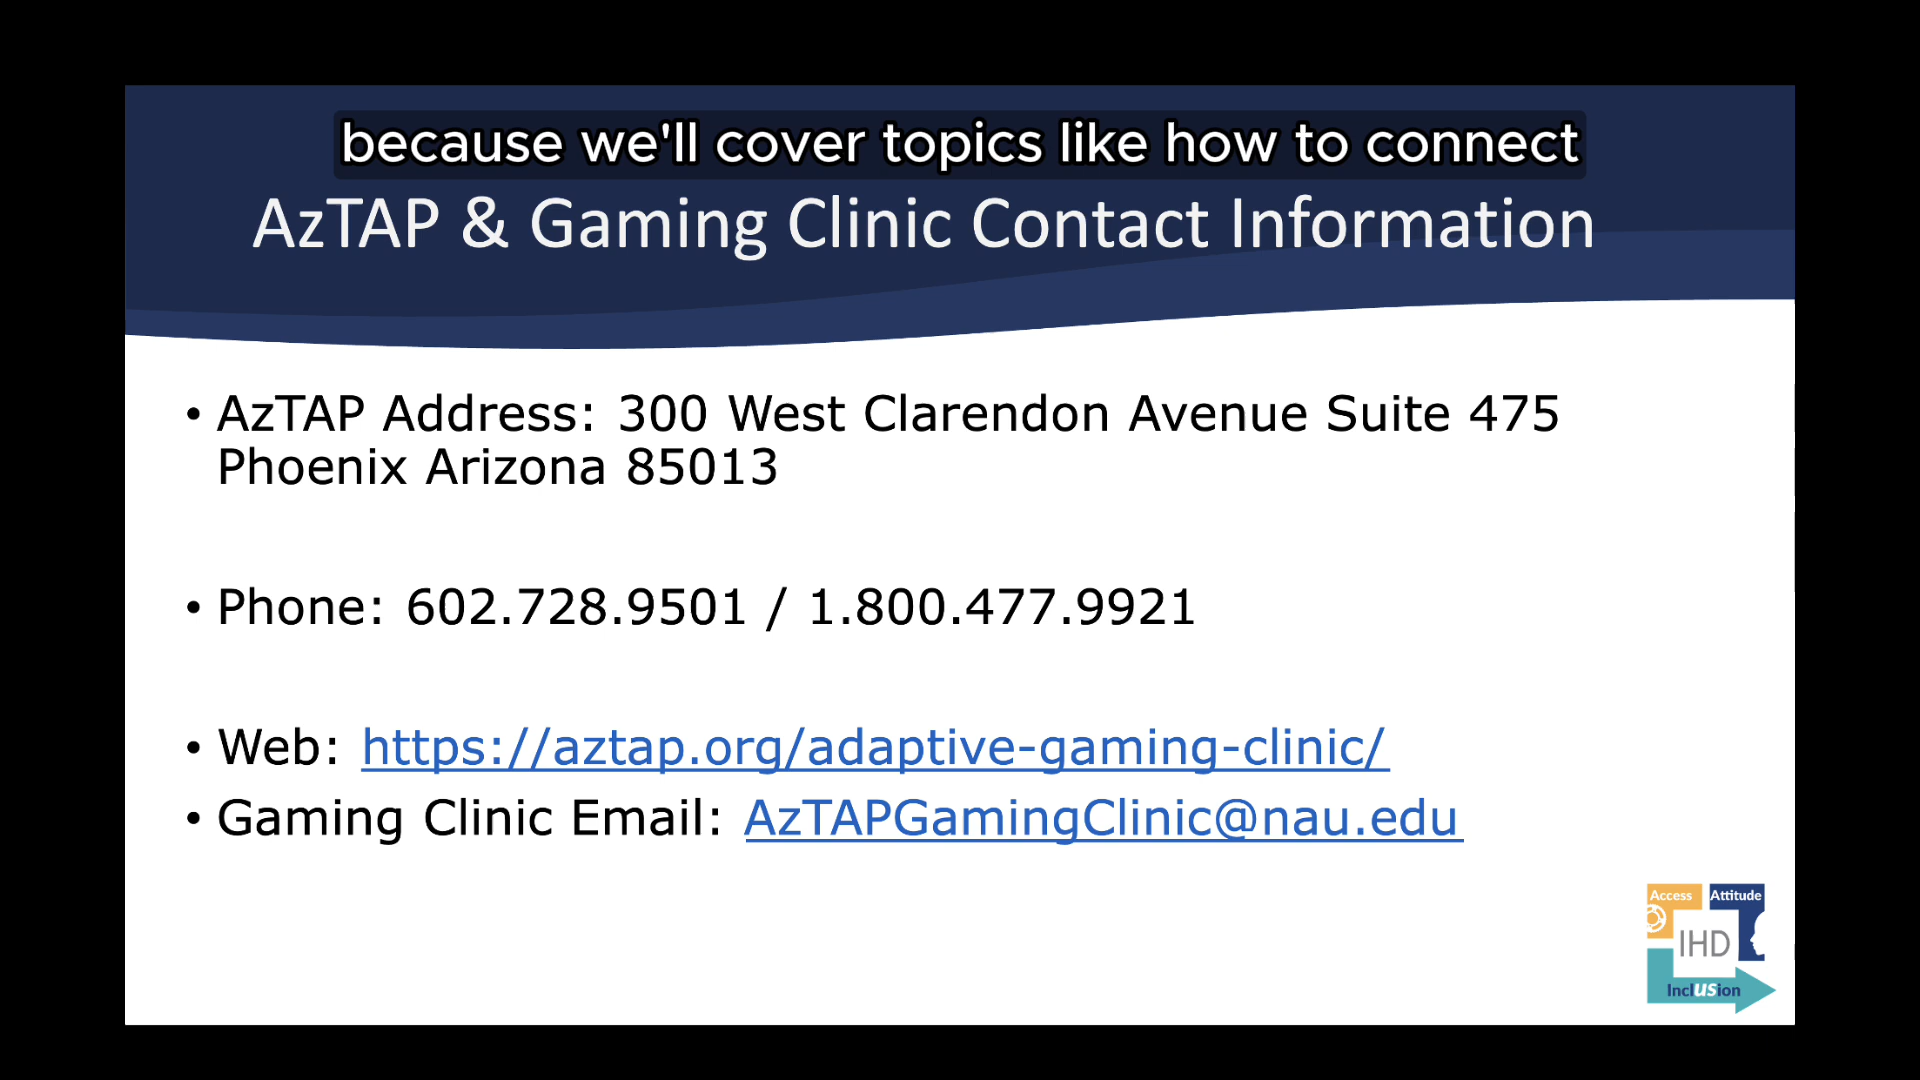 because we'll cover topics like how to connect
AzTAP & Gaming Clinic Contact Information
• AzTAP Address: 300 West Clarendon Avenue Suite 475
Phoenix Arizona 85013
• Phone: 602.728.9501 / 1.800.477.9921
• Web: https://aztap.org/adaptive-gaming-clinic/
• Gaming Clinic Email: AzTAPGamingClinic@nau.edu
Access Attitude
IHD
InclUSion